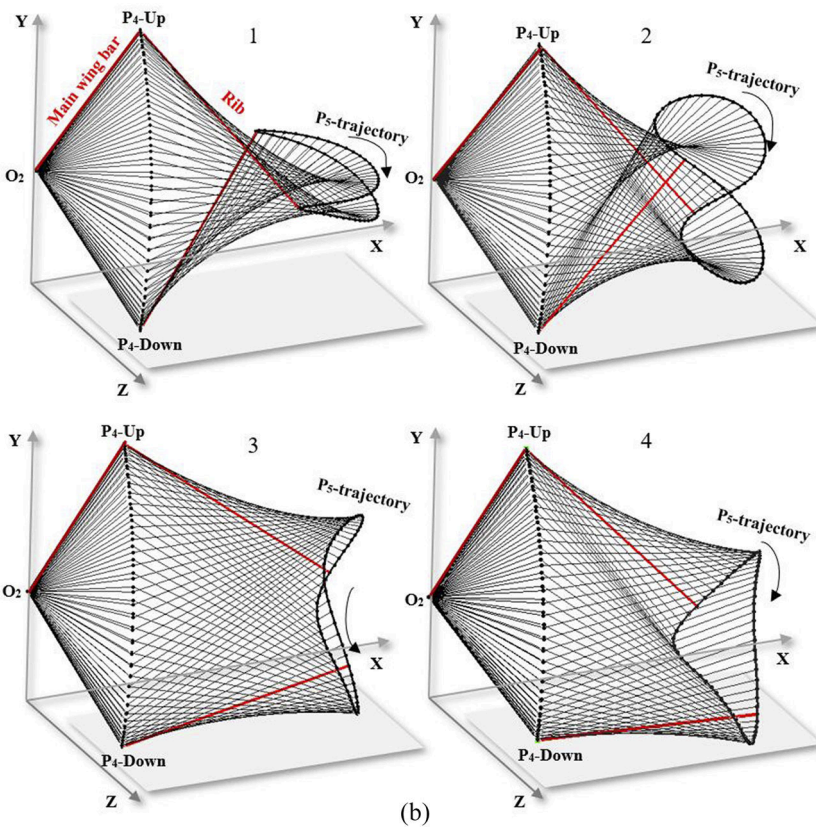 Y
P4-Up
1
Main wing bar
Rib
P5-trajectory
O2
X
P4-Down
Z
Y
P4-Up
2
P5-trajectory
O2
X
P4-Down
Z
Y
P4-Up
3
P5-trajectory
O2
X
P4-Down
Z
Y
P4-Up
4
P5-trajectory
O2
X
P4-Down
Z
(b)